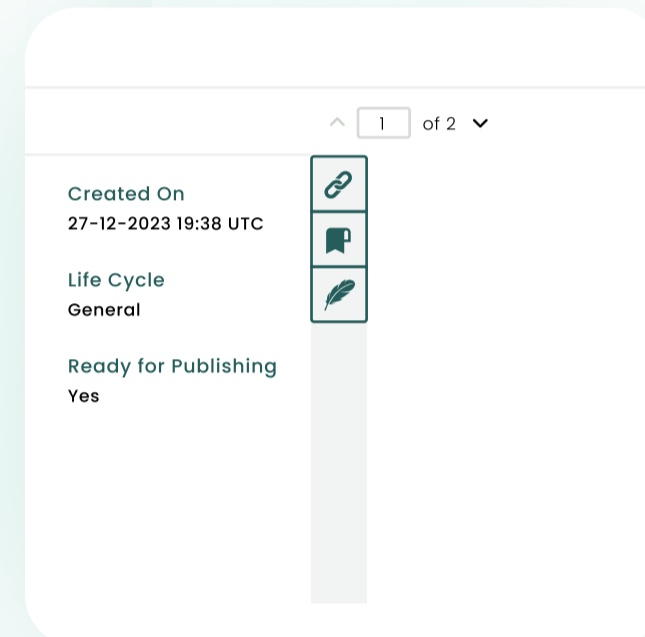 1 of 2
Created On
27-12-2023 19:38 UTC
Life Cycle
General
Ready for Publishing
Yes